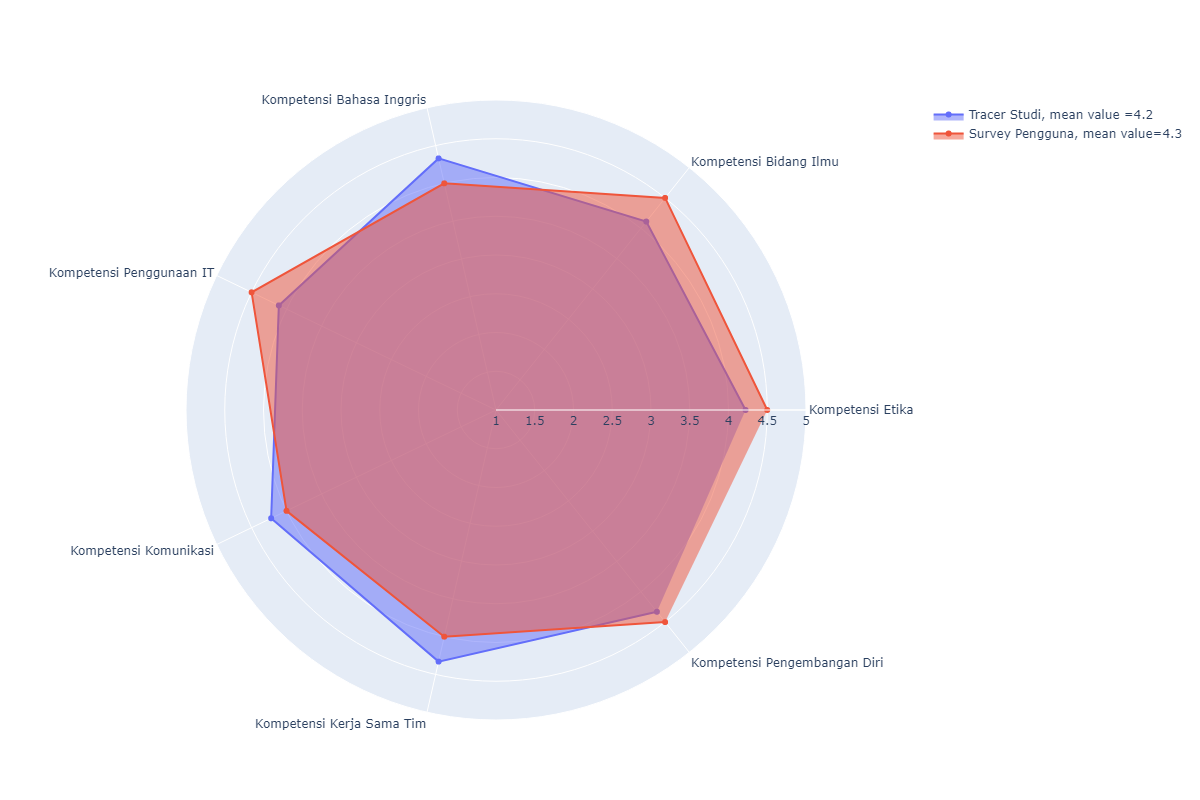 Kompetensi Bahasa Inggris
Tracer Studi, mean value =4.2
Survey Pengguna, mean value=4.3
Kompetensi Bidang Ilmu
Kompetensi Penggunaan IT
Kompetensi Etika
1 1.5 2 2.5 3 3.5 4 4.5 5
Kompetensi Komunikasi
Kompetensi Pengembangan Diri
Kompetensi Kerja Sama Tim